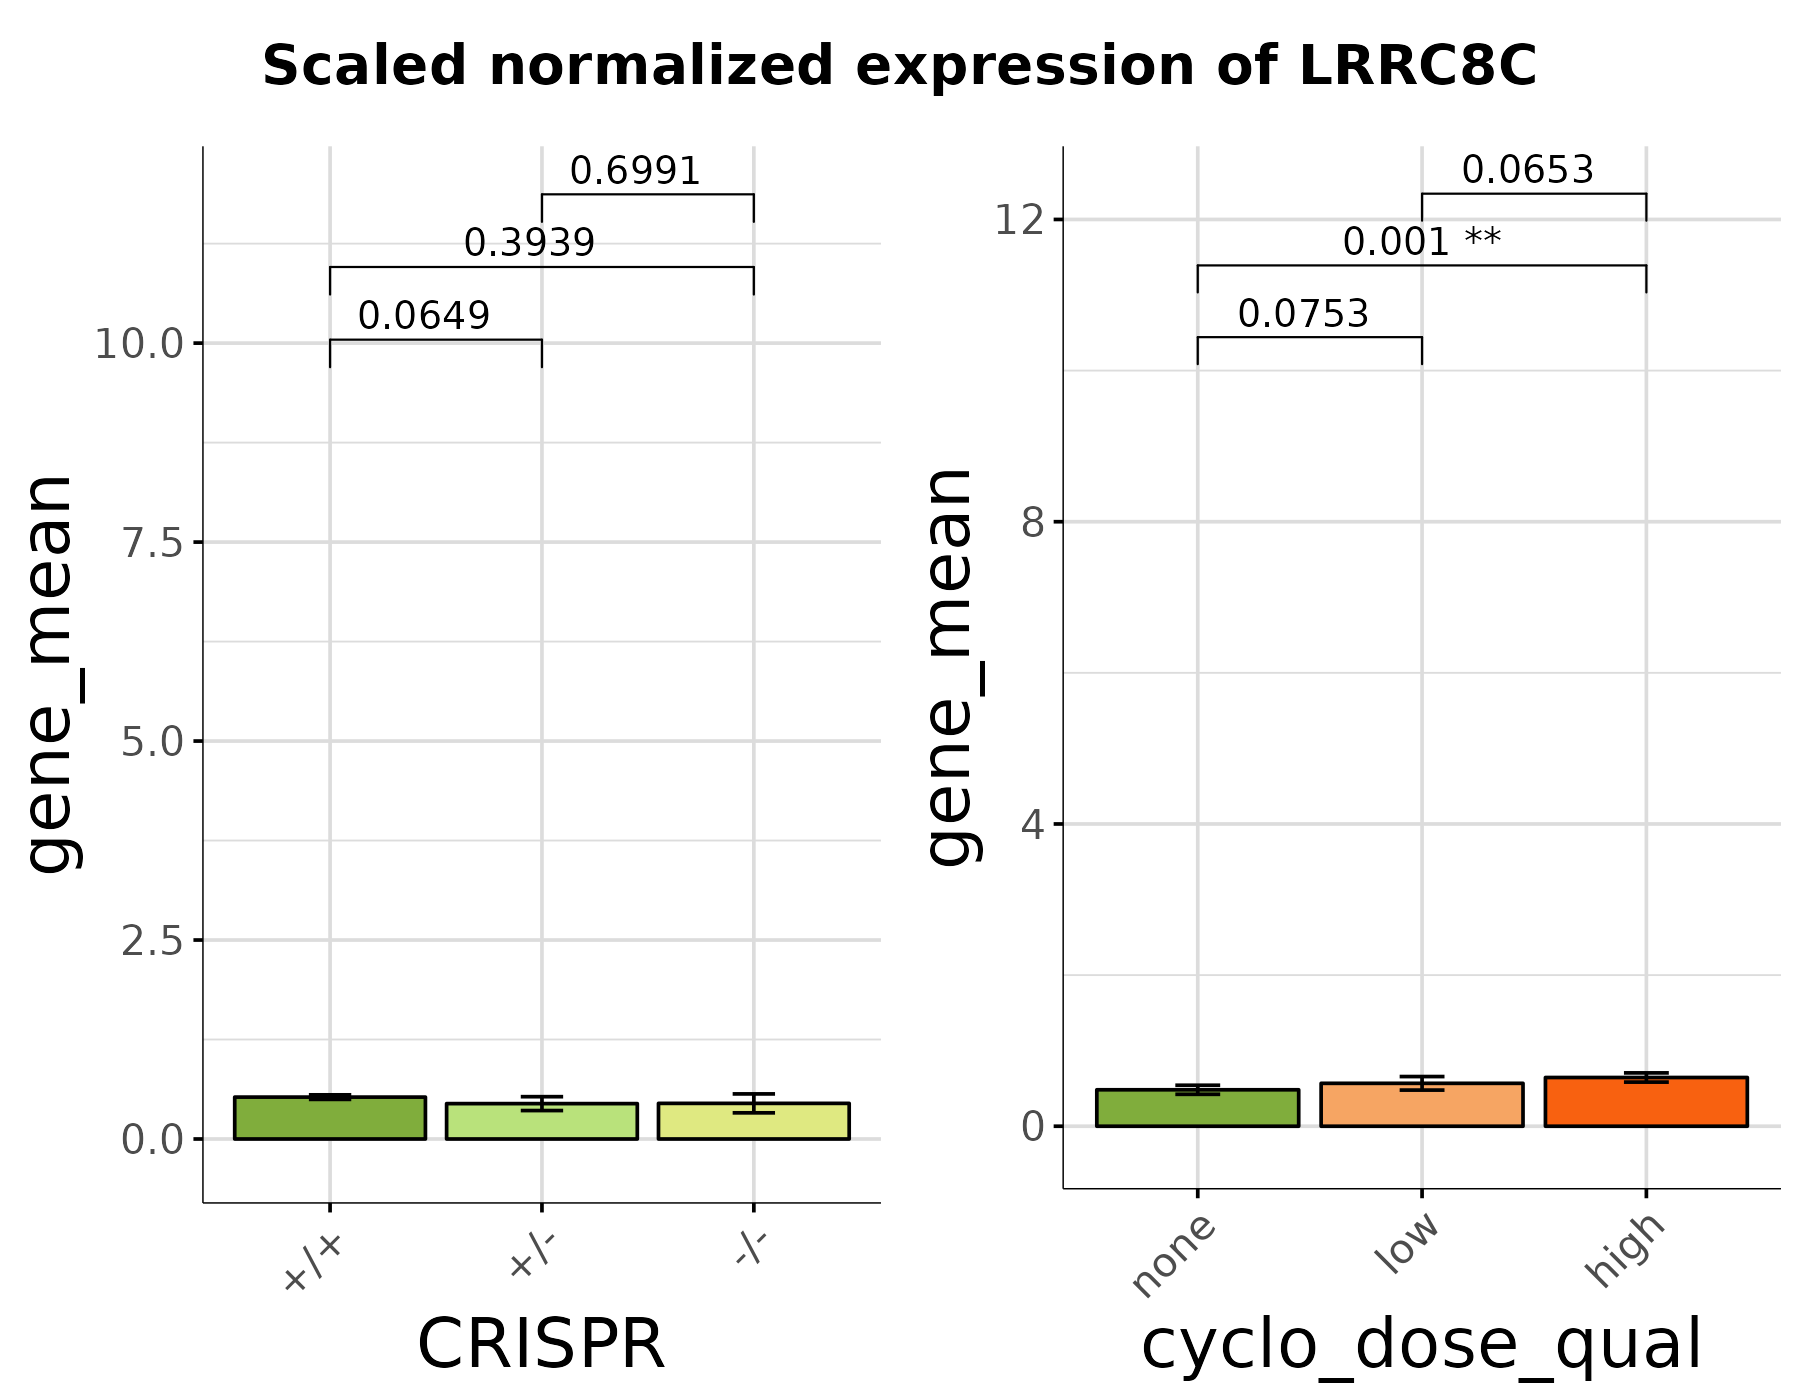 Scaled normalized expression of LRRC8C
gene_mean
10.0
7.5
5.0
2.5
0.0
0.6991
0.3939
0.0649
+/+
+/-
-/-
CRISPR
gene_mean
12
8
4
0
0.0653
0.001 **
0.0753
none
low
high
cyclo_dose_qual